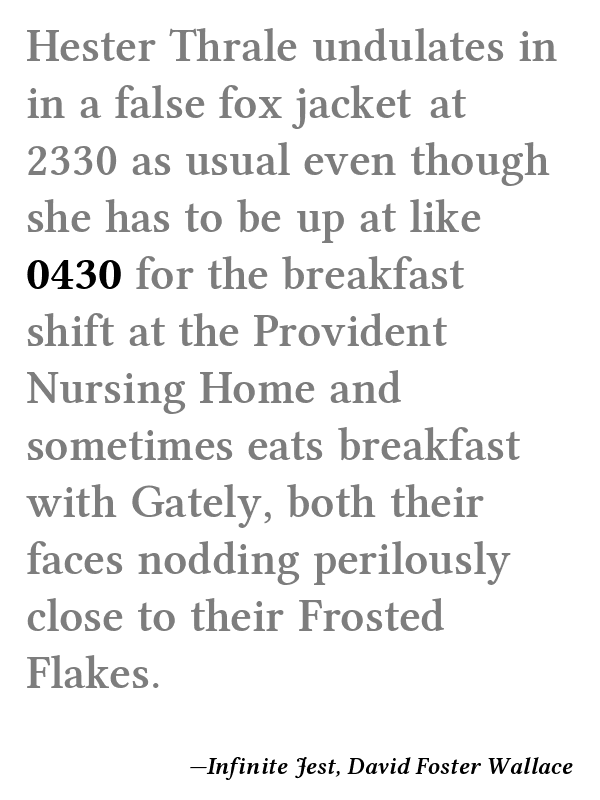 Hester Thrale undulates in
in a false fox jacket at
2330 as usual even though
she has to be up at like
0430 for the breakfast
shift at the Provident
Nursing Home and
sometimes eats breakfast
with Gately, both their
faces nodding perilously
close to their Frosted
Flakes.
—Infinite Jest, David Foster Wallace